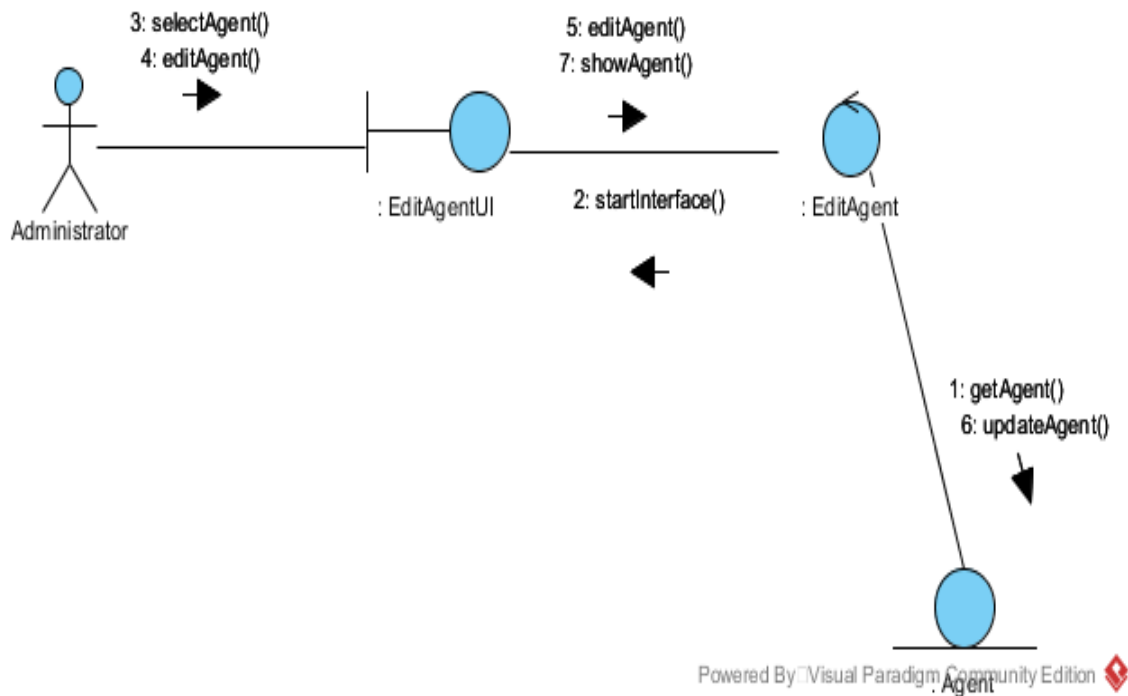 3: selectAgent()
4: editAgent()
5: editAgent()
7: showAgent()
Administrator
: EditAgentUI
2: startInterface()
: EditAgent
1: getAgent()
6: updateAgent()
Powered By Visual Paradigm Community Edition
: Agent